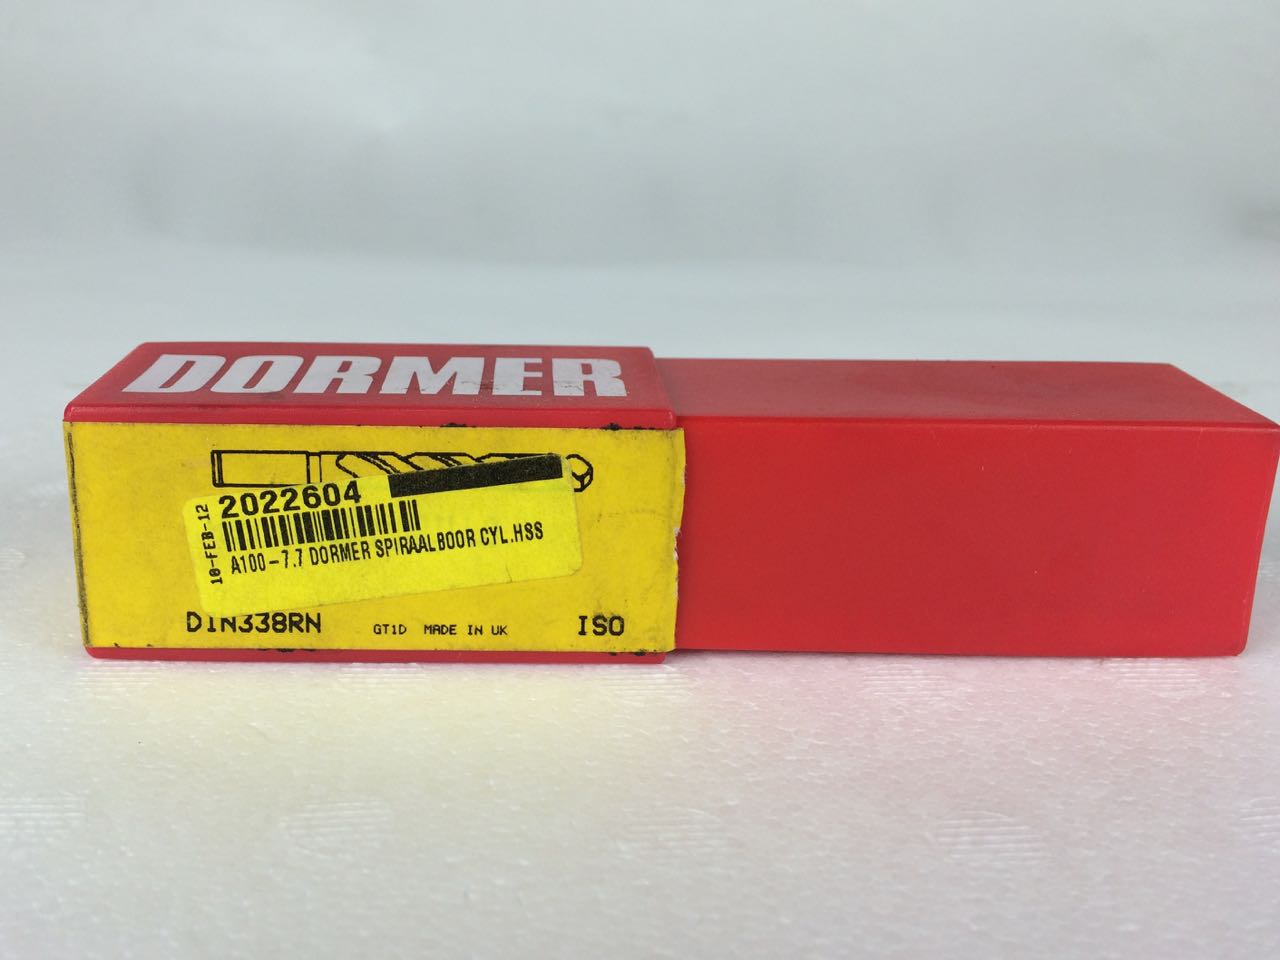 DORMER
2022604
10-FEB-12
A100-7.7 DORMER SPIRAALBOOR CYL.HSS
DIN338RN GT1D MADE IN UK ISO